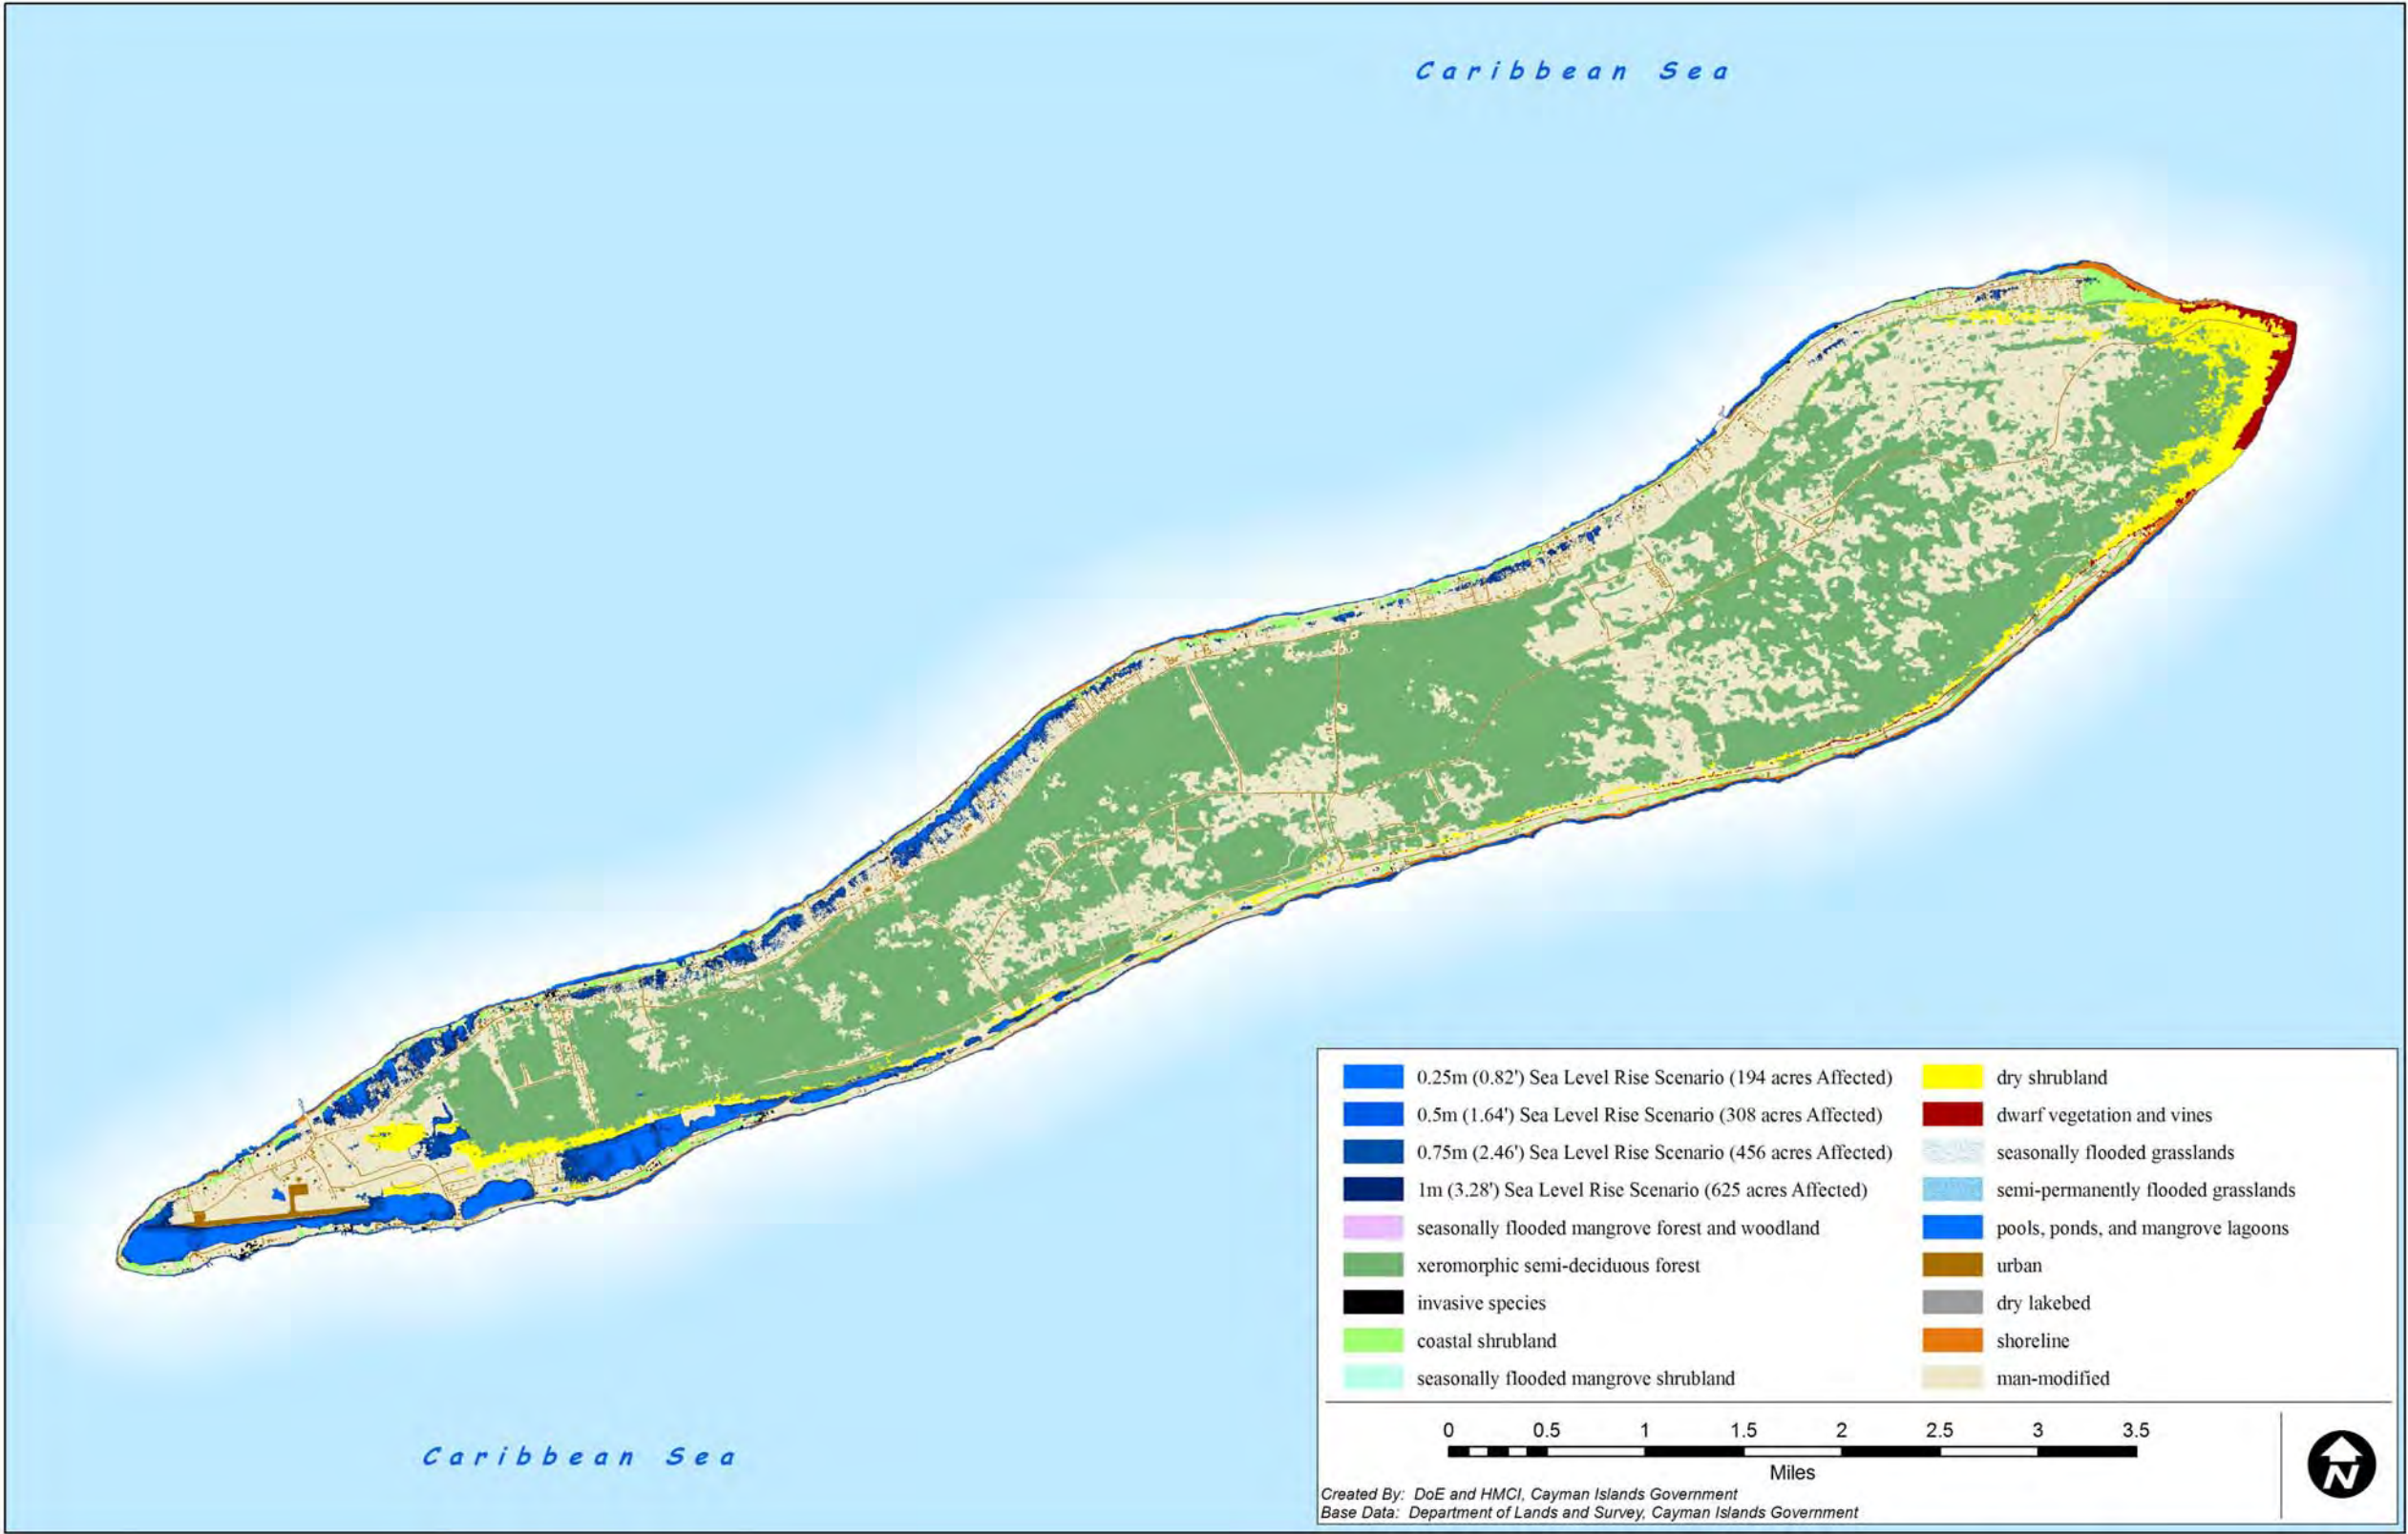 Caribbean Sea
0.25m (0.82') Sea Level Rise Scenario (194 acres Affected)
0.5m (1.64') Sea Level Rise Scenario (308 acres Affected)
0.75m (2.46') Sea Level Rise Scenario (456 acres Affected)
1m (3.28') Sea Level Rise Scenario (625 acres Affected)
seasonally flooded mangrove forest and woodland
xeromorphic semi-deciduous forest
invasive species
coastal shrubland
seasonally flooded mangrove shrubland
dry shrubland
dwarf vegetation and vines
seasonally flooded grasslands
semi-permanently flooded grasslands
pools, ponds, and mangrove lagoons
urban
dry lakebed
shoreline
man-modified
0 0.5 1 1.5 2 2.5 3 3.5
Miles
Created By: DoE and HMCI, Cayman Islands Government
Base Data: Department of Lands and Survey, Cayman Islands Government
N
Caribbean Sea